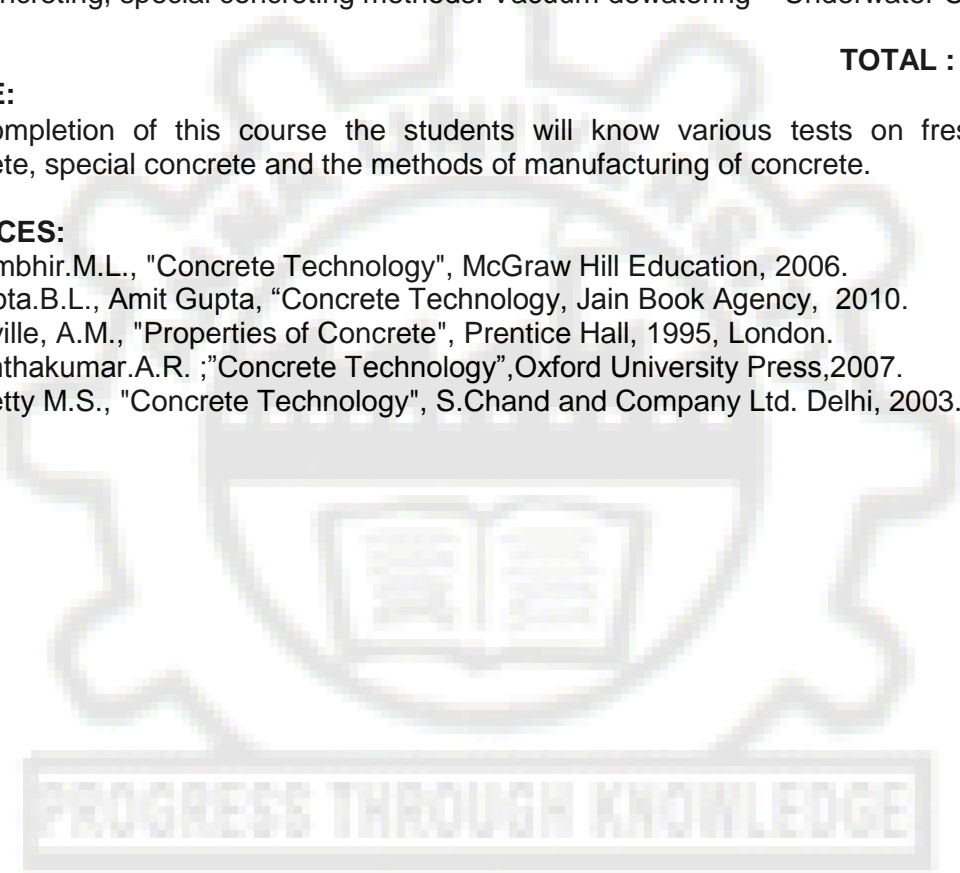 ncreting, special concreting methods. Vacuum dewatering – Underwater C
TOTAL :
E:
ompletion of this course the students will know various tests on fres
ete, special concrete and the methods of manufacturing of concrete.
CES:
mbhir.M.L., "Concrete Technology", McGraw Hill Education, 2006.
pta.B.L., Amit Gupta, “Concrete Technology, Jain Book Agency, 2010.
ville, A.M., "Properties of Concrete", Prentice Hall, 1995, London.
nthakumar.A.R. ;”Concrete Technology”,Oxford University Press,2007.
etty M.S., "Concrete Technology", S.Chand and Company Ltd. Delhi, 2003.
PROGRESS THROUGH KNOWLEDGE